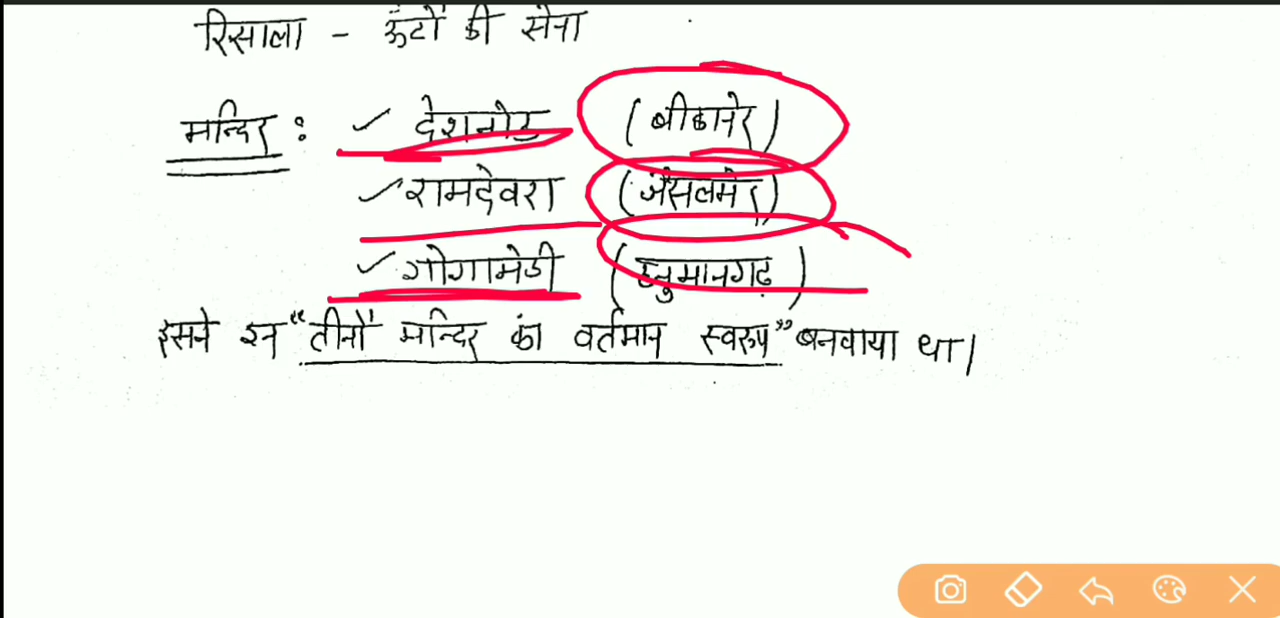 रिसाला - ऊँटों की सेना
मन्दिर : ✓ देशनोक (बीकानेर)
✓ रामदेवरा (जैसलमेर)
✓ गोगामेडी (हनुमानगढ़)
इसने इन "तीनों मन्दिर का वर्तमान स्वरूप" बनवाया था।